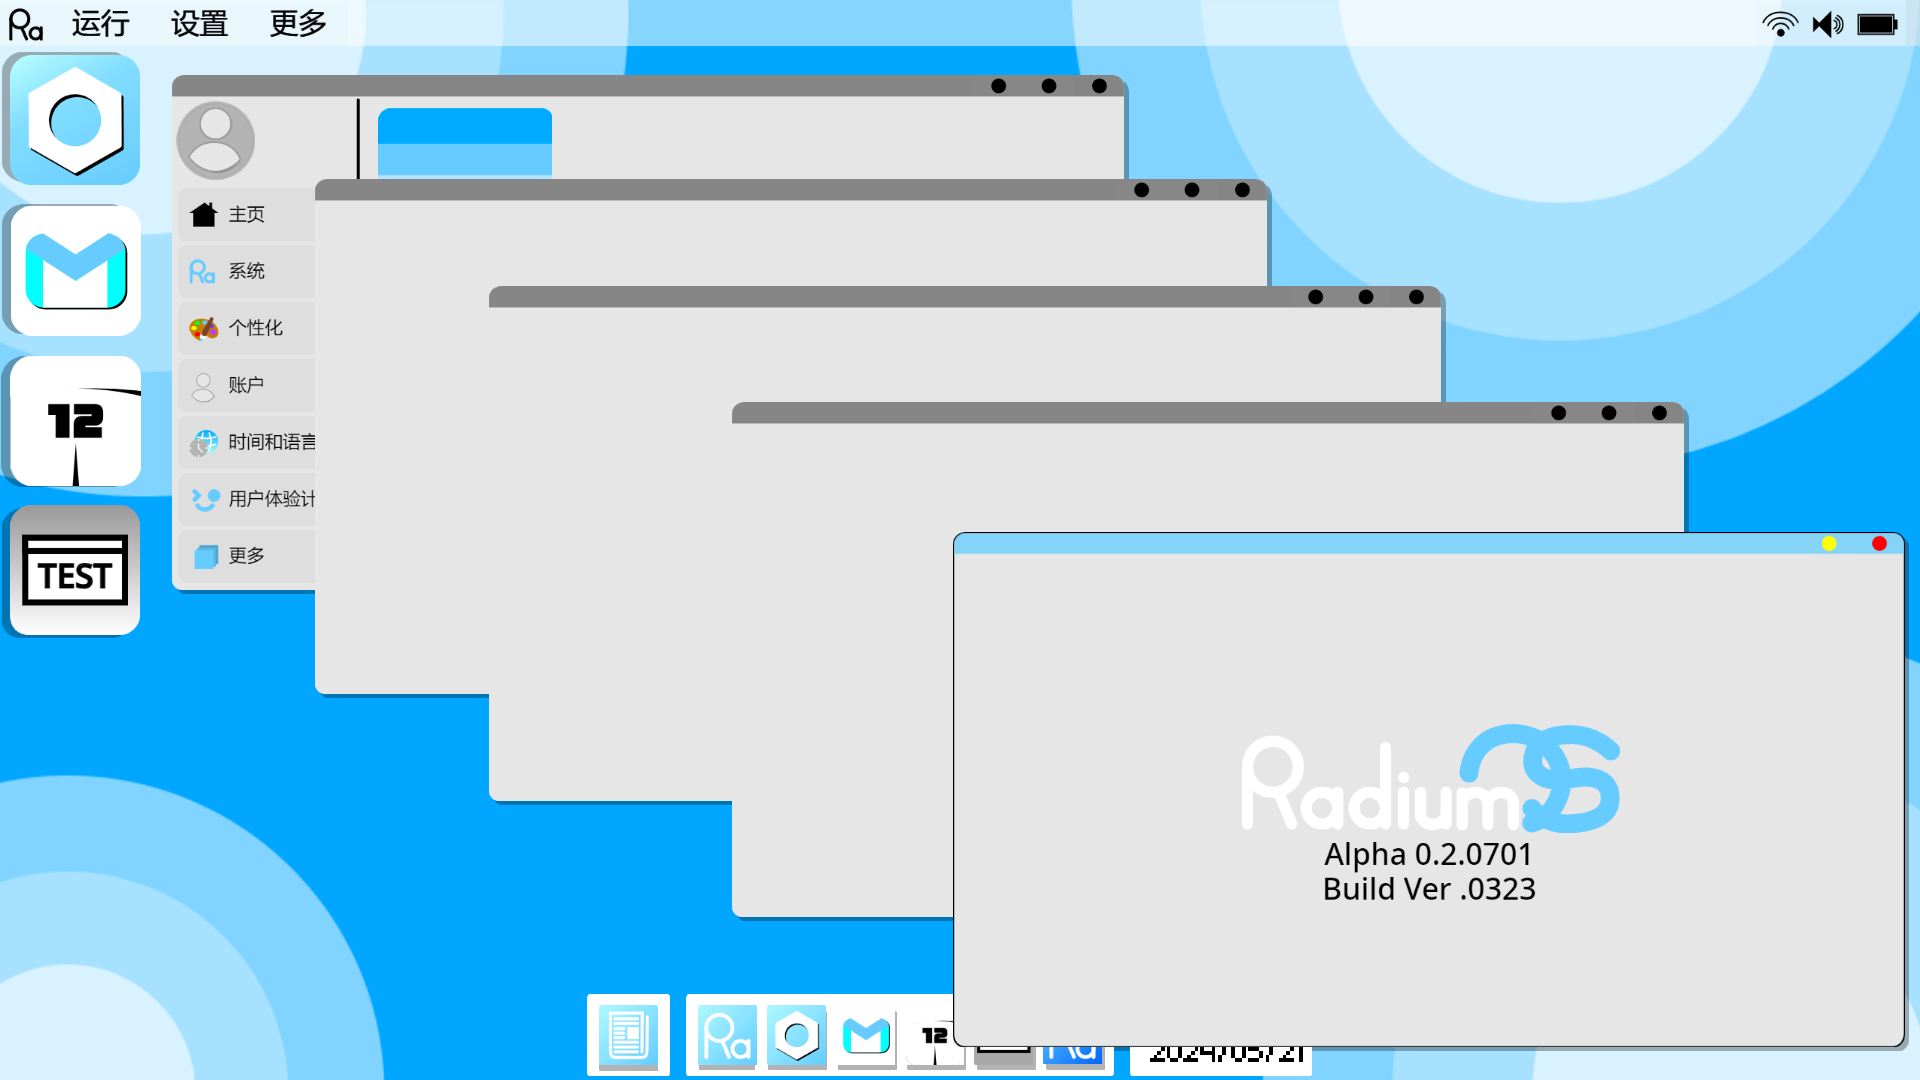 Ra 运行 设置 更多
12
TEST
主页
Ra 系统
个性化
账户
时间和语言
用户体验计
更多
RadiumOS
Alpha 0.2.0701
Build Ver .0323
Ra
12
Ra